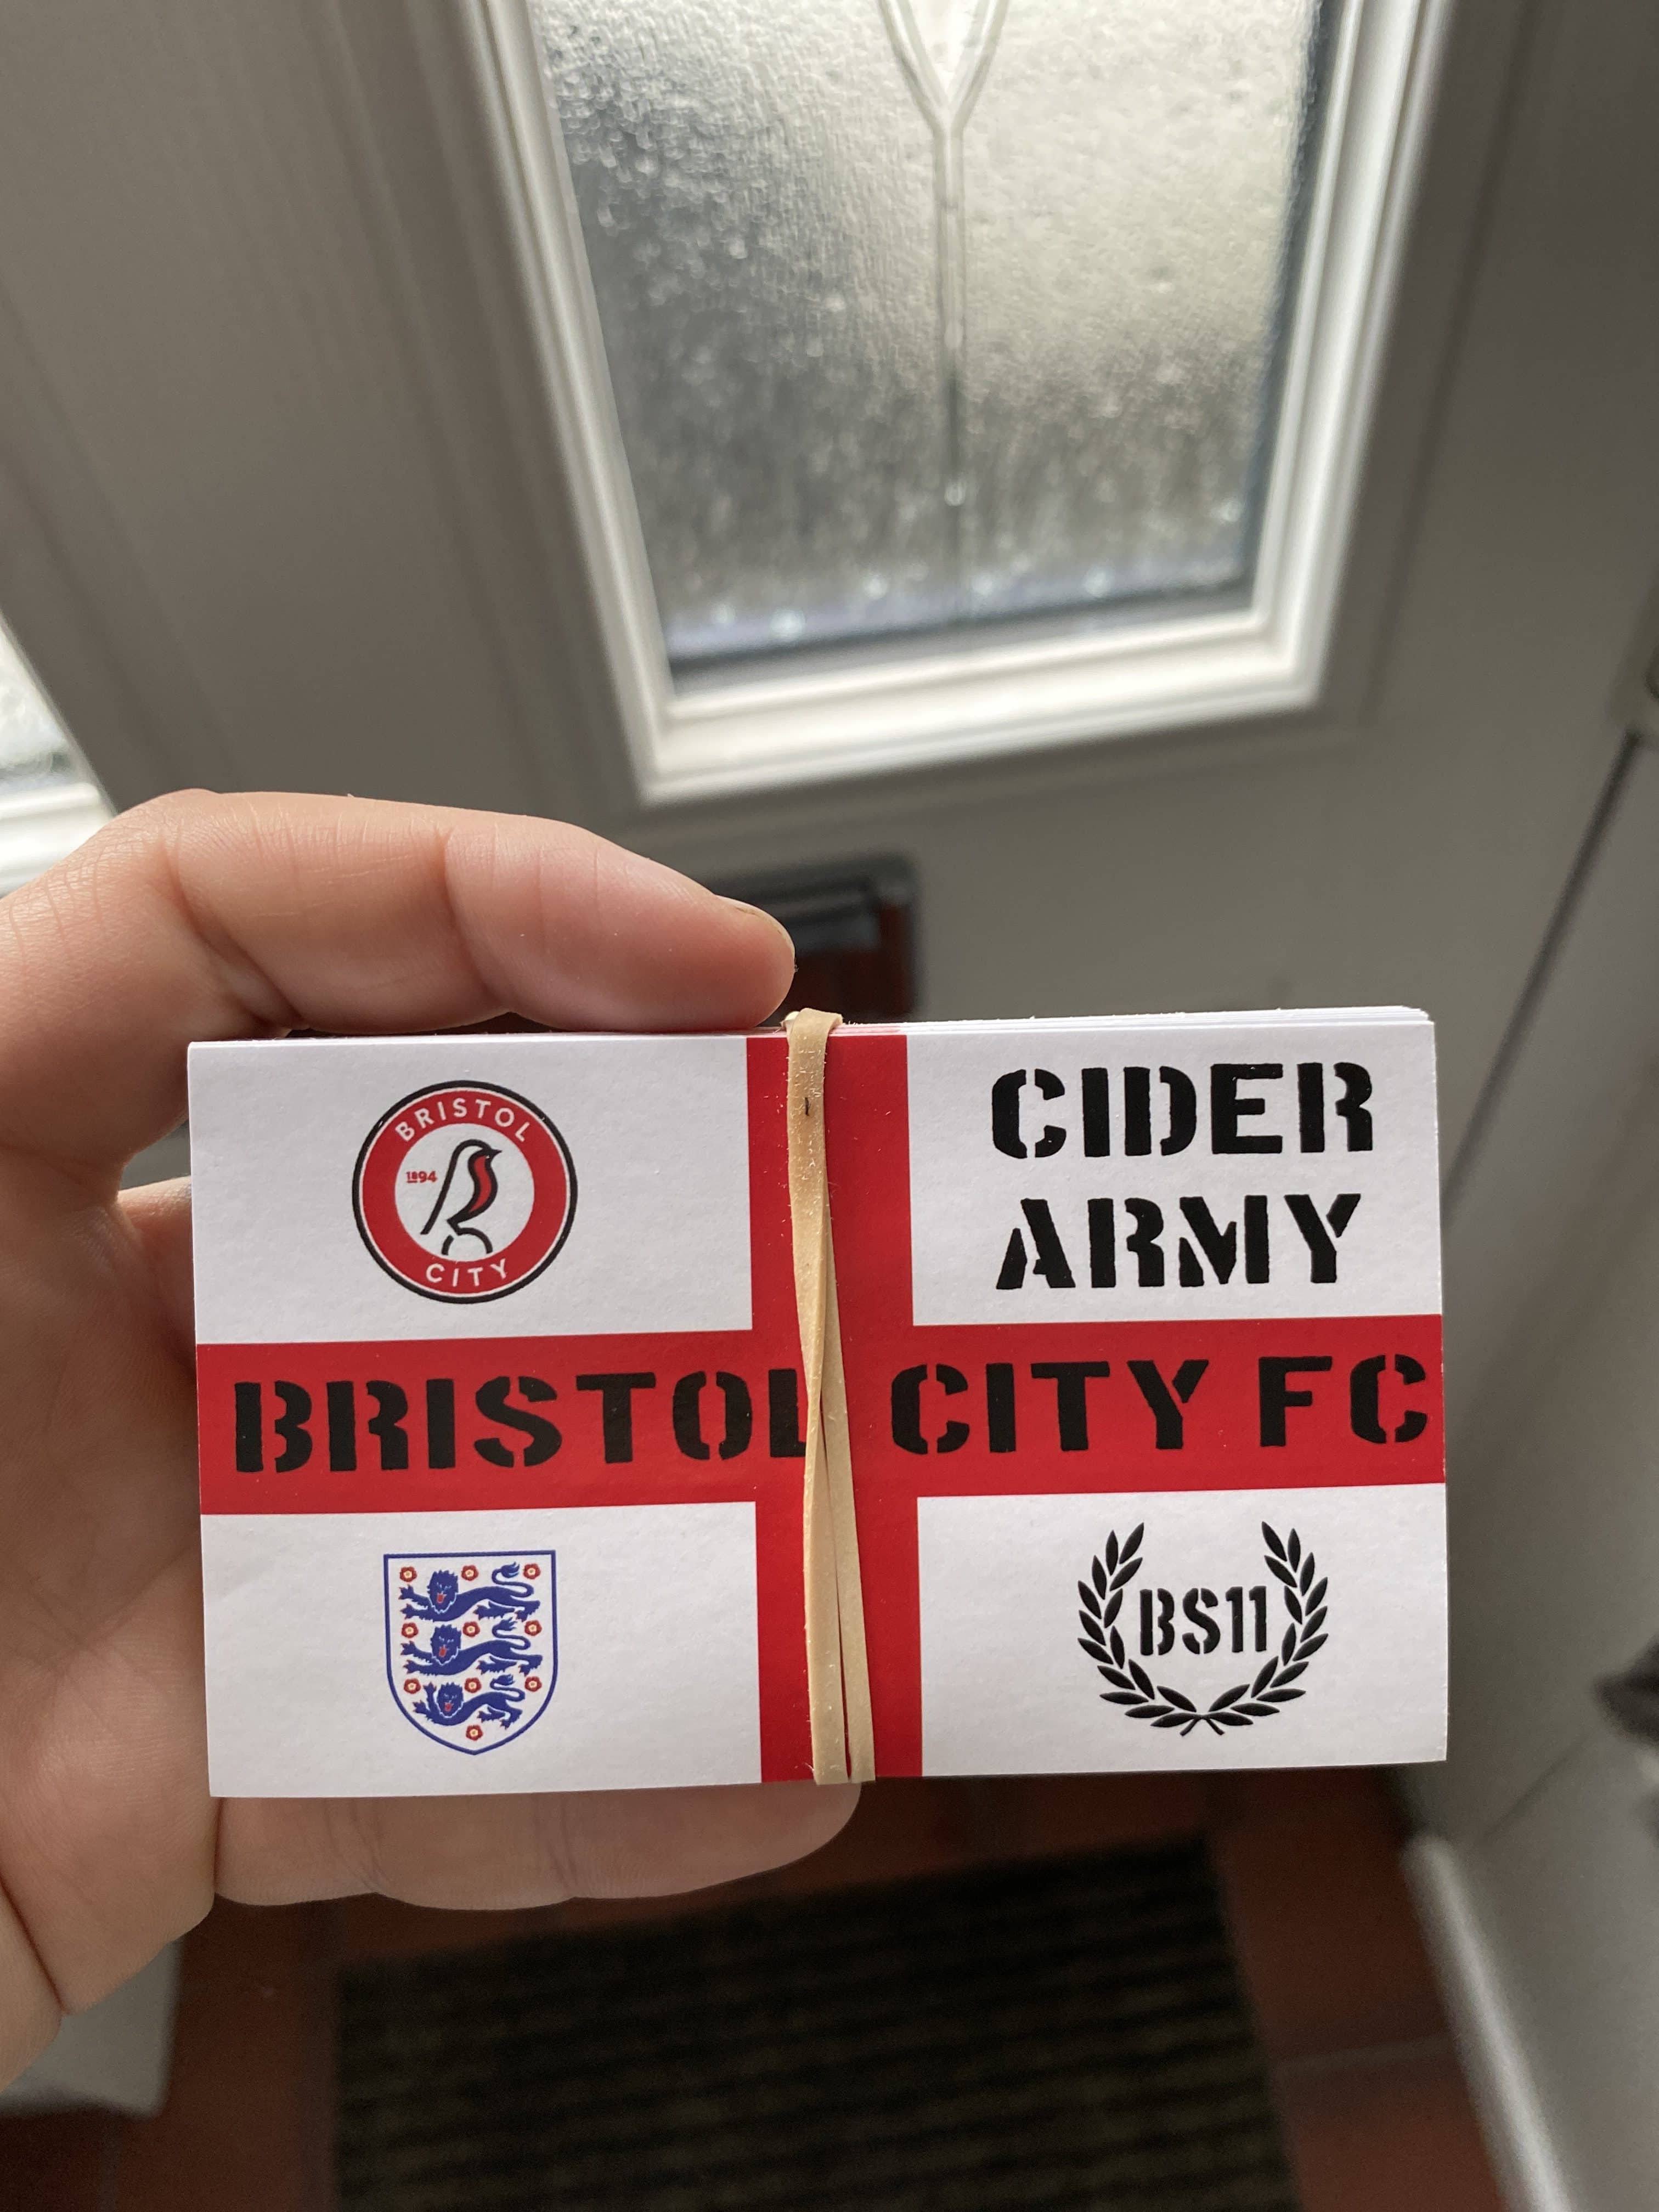 BRISTOL
1894
CITY
CIDER
ARMY
BRISTOL CITY FC
BS11